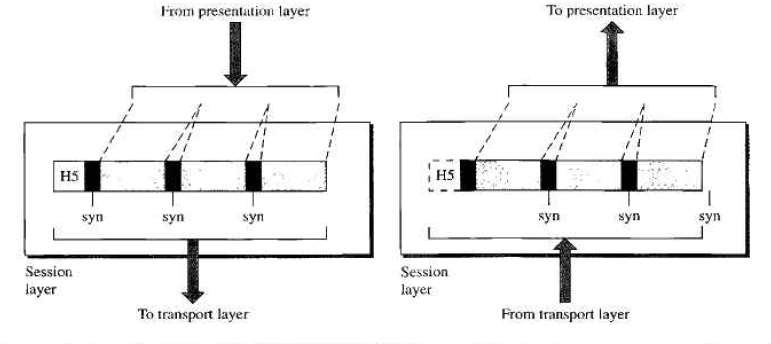 From presentation layer
To presentation layer
H5
H5
syn syn syn
syn syn syn
Session
layer
Session
layer
To transport layer
From transport layer